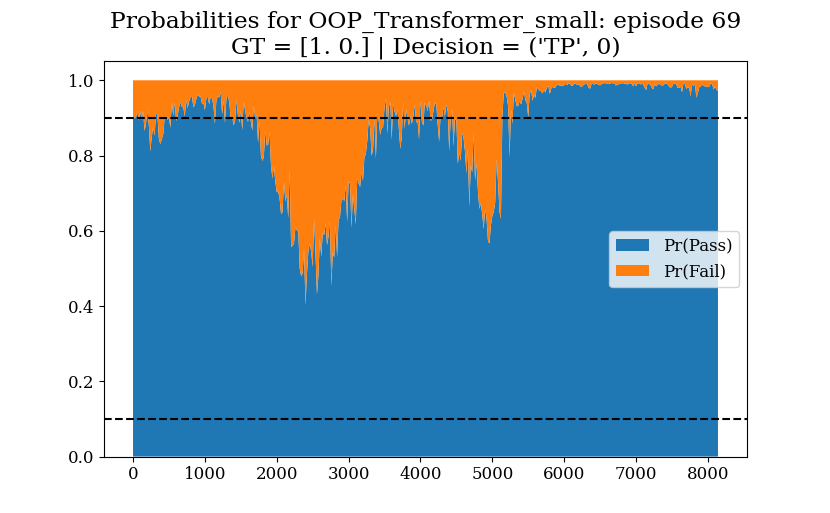 Probabilities for OOP_Transformer_small: episode 69
GT = [1. 0.] | Decision = ('TP', 0)
1.0
0.8
0.6
0.4
0.2
0.0
Pr(Pass)
Pr(Fail)
0 1000 2000 3000 4000 5000 6000 7000 8000